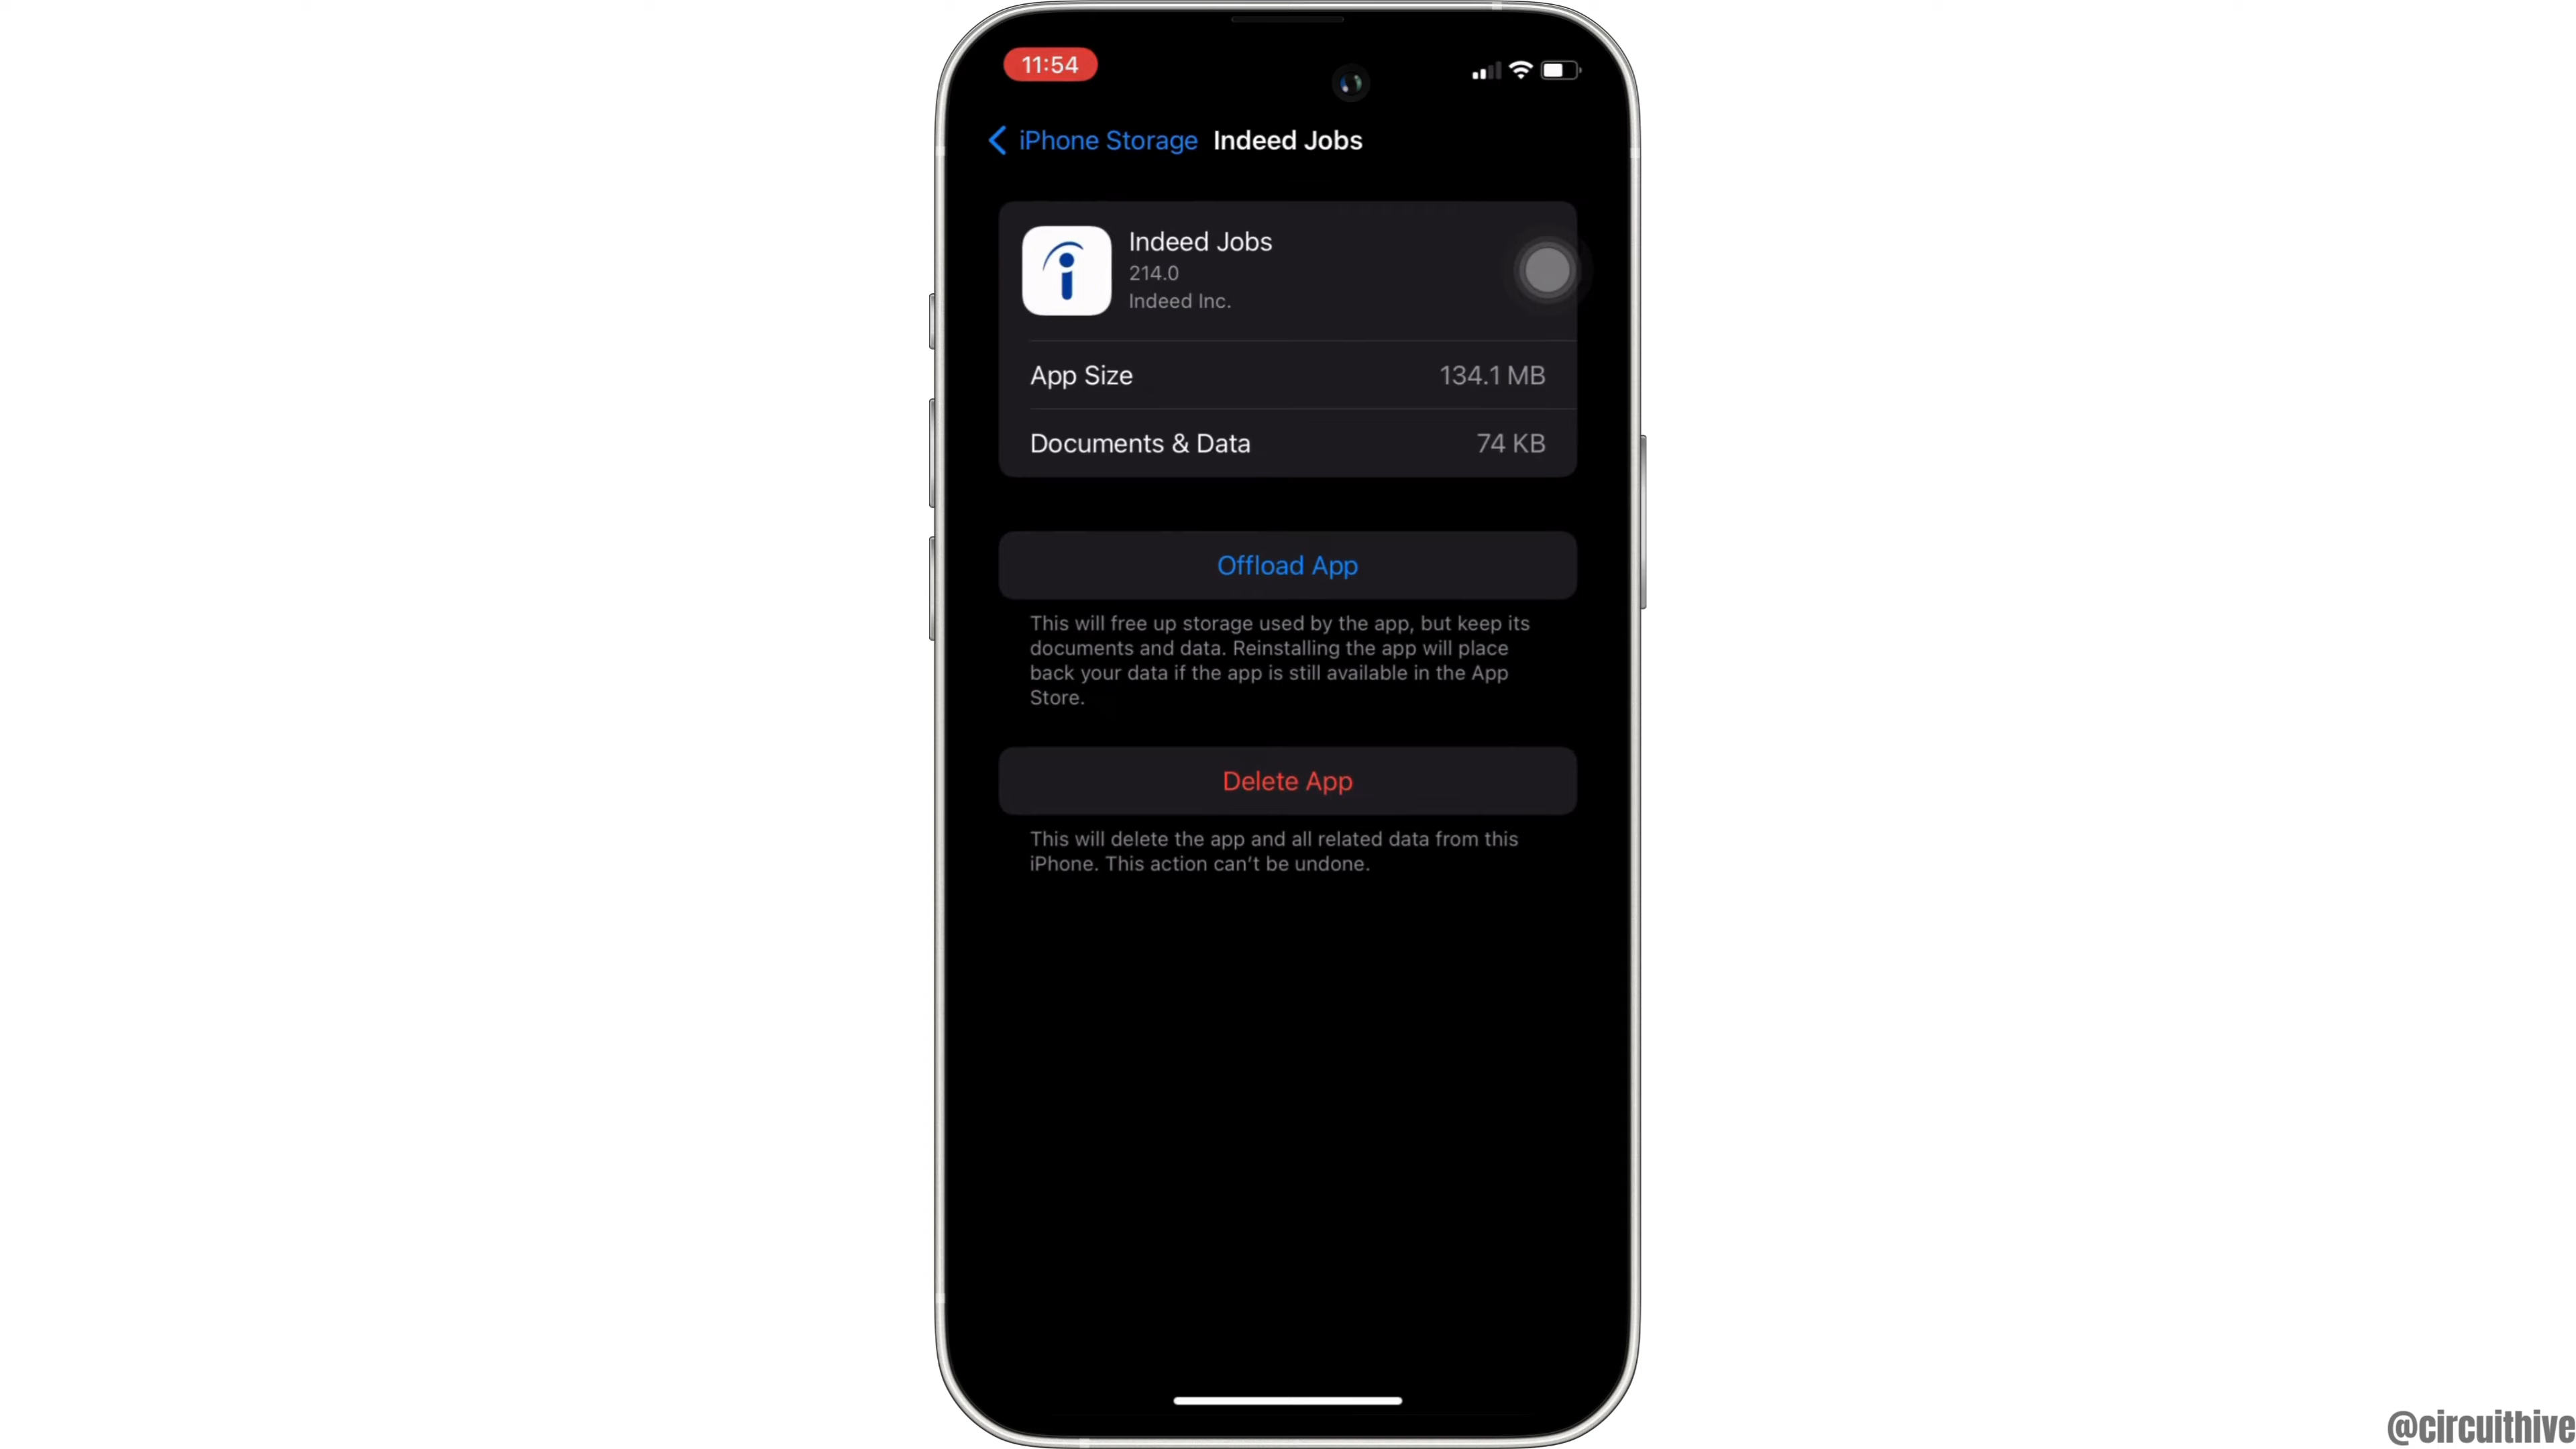 11:54
iPhone Storage Indeed Jobs
Indeed Jobs
214.0
Indeed Inc.
App Size 134.1 MB
Documents & Data 74 KB
Offload App
This will free up storage used by the app, but keep its
documents and data. Reinstalling the app will place
back your data if the app is still available in the App
Store.
Delete App
This will delete the app and all related data from this
iPhone. This action can't be undone.
@circuithive